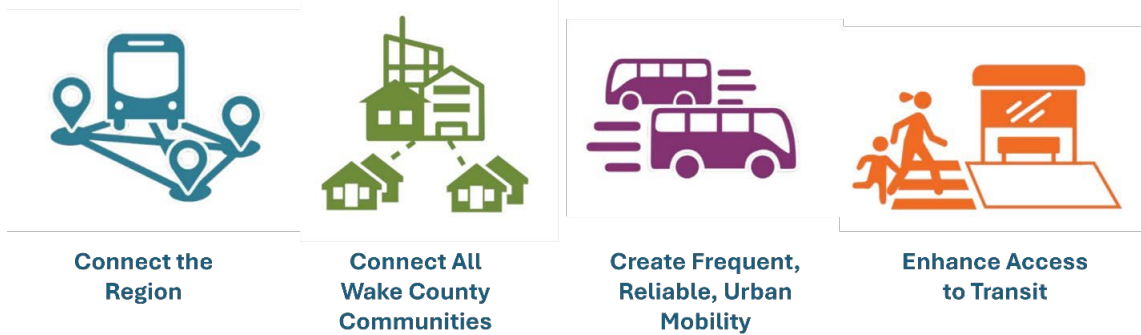 Connect the
Region
Connect All
Wake County
Communities
Create Frequent,
Reliable, Urban
Mobility
Enhance Access
to Transit